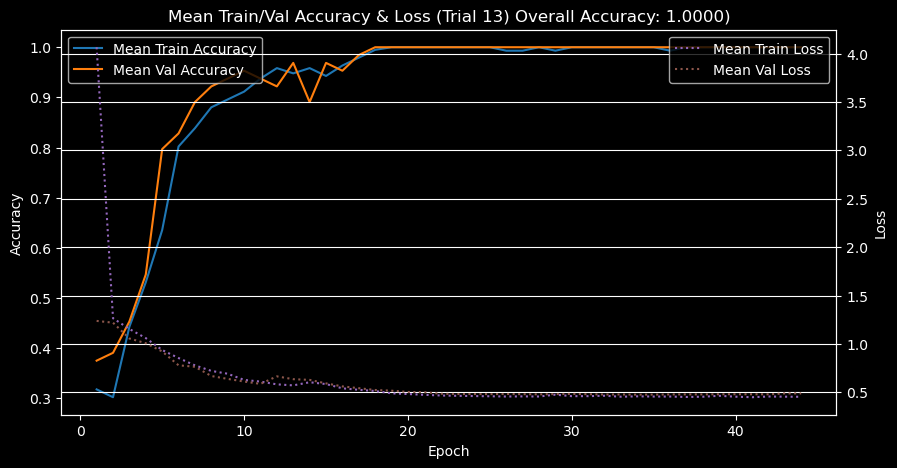 Mean Train/Val Accuracy & Loss (Trial 13) Overall Accuracy: 1.0000)
Mean Train Accuracy
Mean Val Accuracy
Mean Train Loss
Mean Val Loss
1.0
0.9
0.8
0.7
0.6
0.5
0.4
0.3
Accuracy
4.0
3.5
3.0
2.5
2.0
1.5
1.0
0.5
Loss
0 10 20 30 40
Epoch